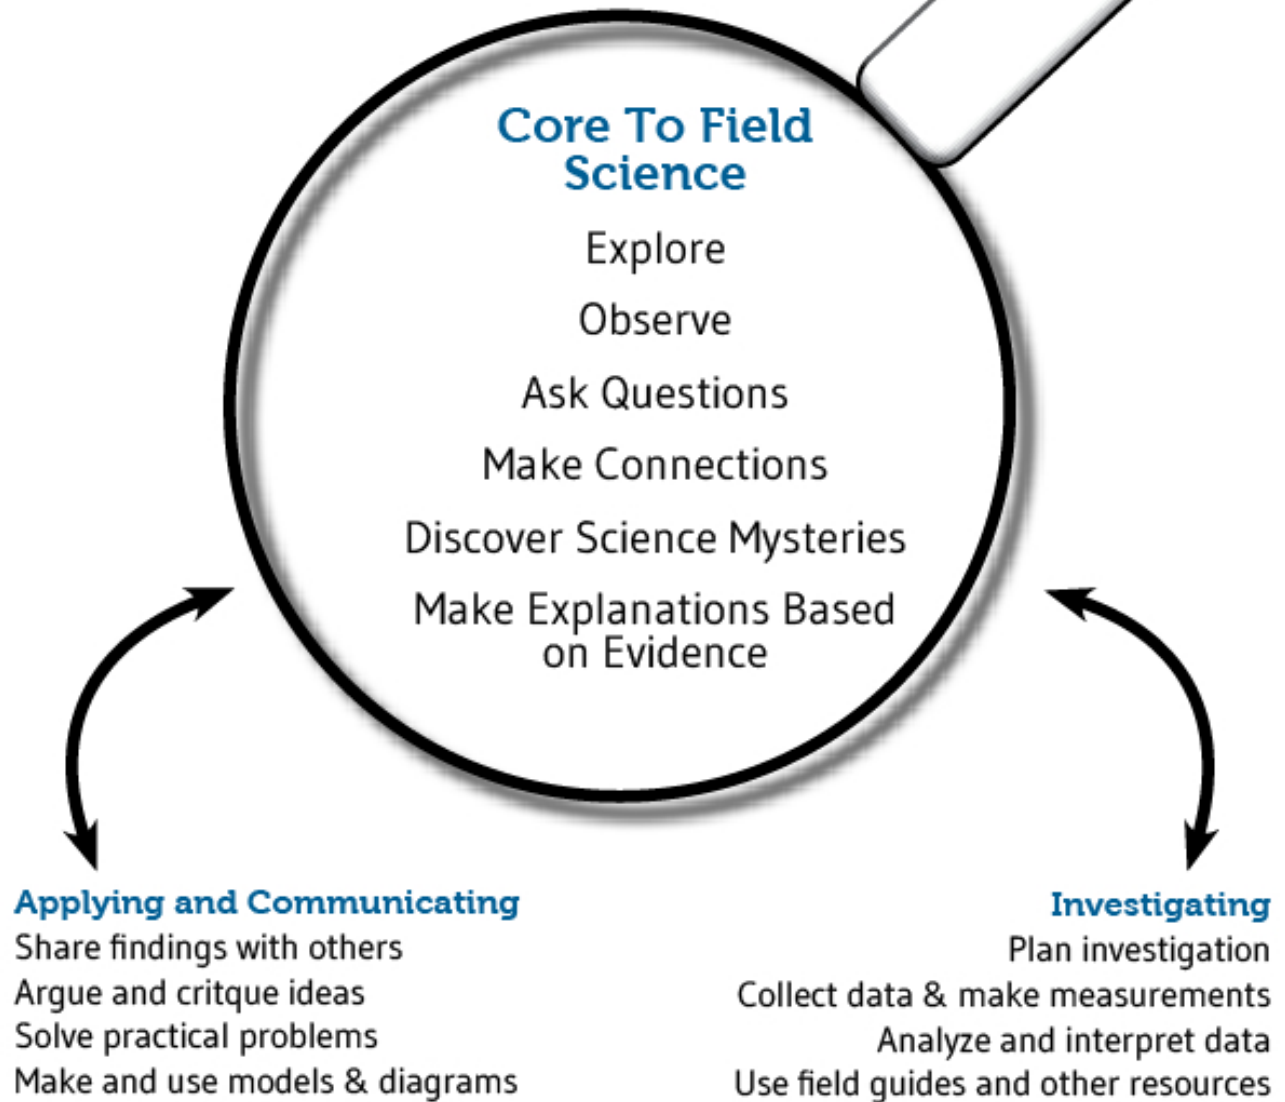 Core To Field
Science
Explore
Observe
Ask Questions
Make Connections
Discover Science Mysteries
Make Explanations Based
on Evidence
Applying and Communicating
Share findings with others
Argue and critque ideas
Solve practical problems
Make and use models & diagrams
Investigating
Plan investigation
Collect data & make measurements
Analyze and interpret data
Use field guides and other resources